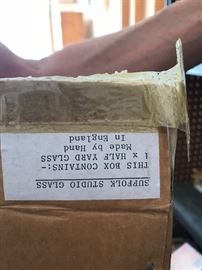 SUFFOLK STUDIO GLASS
THIS BOX CONTAINS:-
1 x HALF YARD GLASS
Made by Hand
In England